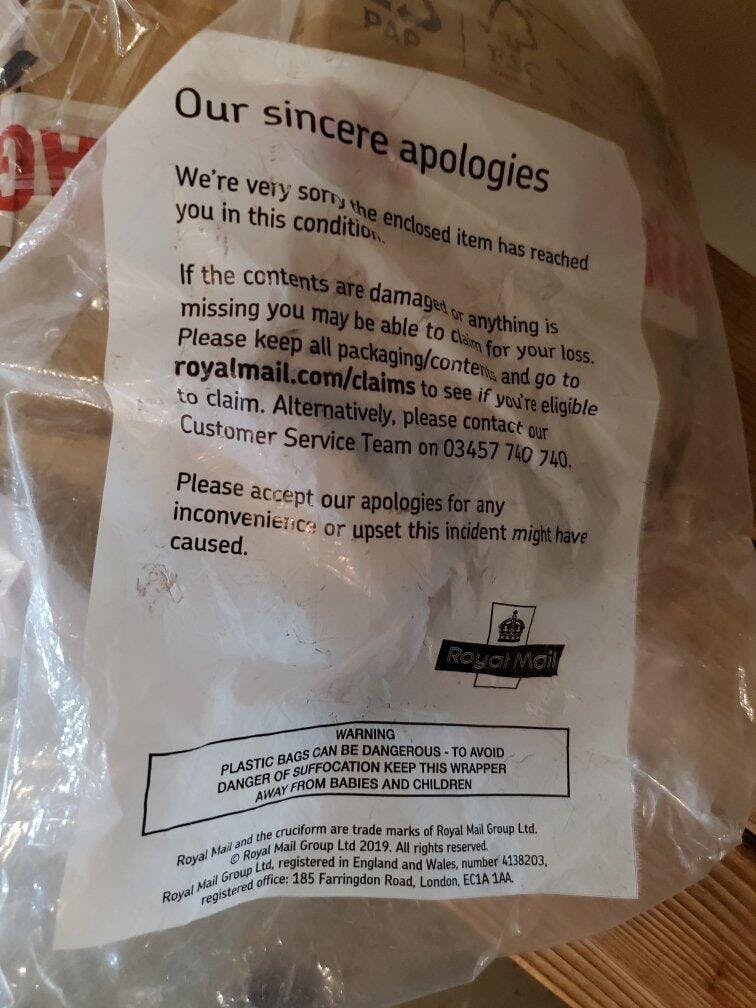 PAP
Our sincere apologies
We're very sorry the enclosed item has reached
you in this condition.
If the contents are damaged or anything is
missing you may be able to claim for your loss.
Please keep all packaging/contents and go to
royalmail.com/claims to see if you're eligible
to claim. Alternatively, please contact our
Customer Service Team on 03457 740 740.
Please accept our apologies for any
inconvenience or upset this incident might have
caused.
Royal Mail
WARNING
PLASTIC BAGS CAN BE DANGEROUS - TO AVOID
DANGER OF SUFFOCATION KEEP THIS WRAPPER
AWAY FROM BABIES AND CHILDREN
Royal Mail and the cruciform are trade marks of Royal Mail Group Ltd.
© Royal Mail Group Ltd 2019. All rights reserved.
Royal Mail Group Ltd, registered in England and Wales, number 4138203,
registered office: 185 Farringdon Road, London, EC1A 1AA.